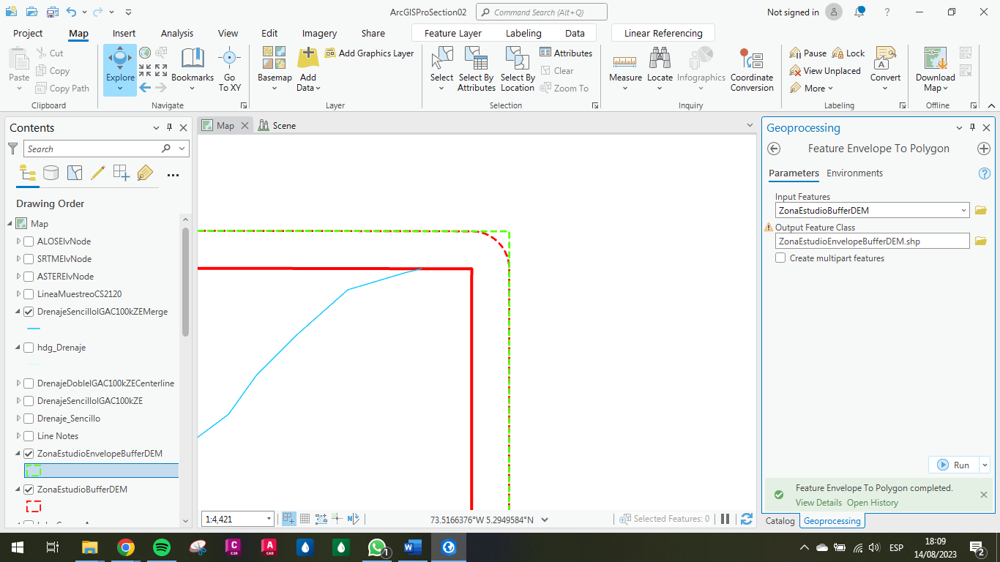 ArcGISProSection02
Command Search (Alt+Q)
Not signed in
?
Project
Map
Insert
Analysis
View
Edit
Imagery
Share
Feature Layer
Labeling
Data
Linear Referencing
Paste
Cut
Copy
Copy Path
Clipboard
Explore
Bookmarks
Go
To XY
Navigate
Basemap
Add
Data
Add Graphics Layer
Layer
Select
Select By
Attributes
Select By
Location
Attributes
Clear
Zoom To
Selection
Measure
Locate
Infographics
Coordinate
Conversion
Inquiry
Pause
Lock
View Unplaced
More
Convert
Labeling
Download
Map
Offline
Contents
Search
Drawing Order
Map
ALOSElvNode
SRTMElvNode
ASTERElvNode
LineaMuestreoCS2120
DrenajeSencilloIGAC100kZEMerge
hdg_Drenaje
DrenajeDobleIGAC100kZECenterline
DrenajeSencilloIGAC100kZE
Drenaje_Sencillo
Line Notes
ZonaEstudioEnvelopeBufferDEM
ZonaEstudioBufferDEM
Map
Scene
1:4,421
73.5166376°W 5.2949584°N
Selected Features: 0
Geoprocessing
Feature Envelope To Polygon
Parameters
Environments
?
Input Features
ZonaEstudioBufferDEM
Output Feature Class
ZonaEstudioEnvelopeBufferDEM.shp
Create multipart features
Run
Feature Envelope To Polygon completed.
View Details Open History
Catalog
Geoprocessing
C
C3D
A
CAD
1
W
ESP
18:09
14/08/2023
2